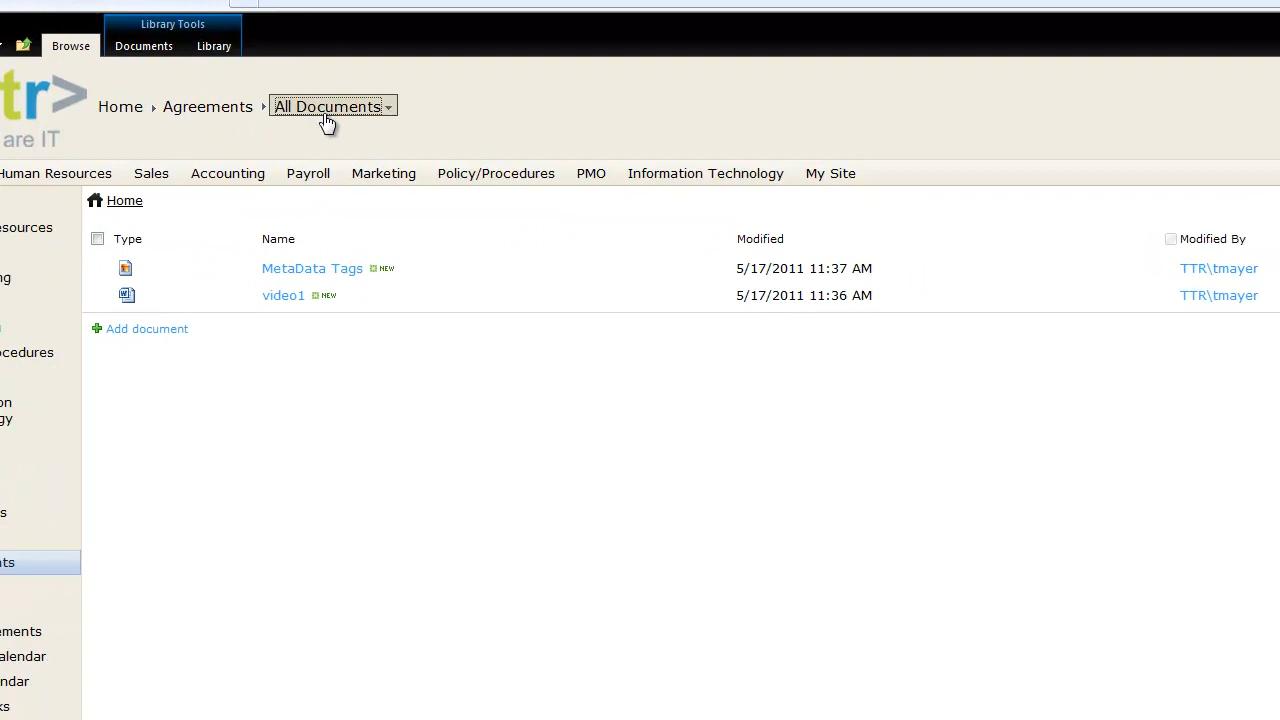 Library Tools
Browse Documents Library
tr>
are IT
Home Agreements All Documents
Human Resources Sales Accounting Payroll Marketing Policy/Procedures PMO Information Technology My Site
Home
Type Name Modified Modified By
MetaData Tags NEW 5/17/2011 11:37 AM TTR\tmayer
video1 NEW 5/17/2011 11:36 AM TTR\tmayer
Add document
esources
ng
ocedures
on
gy
s
nts
ements
alendar
ndar
ks